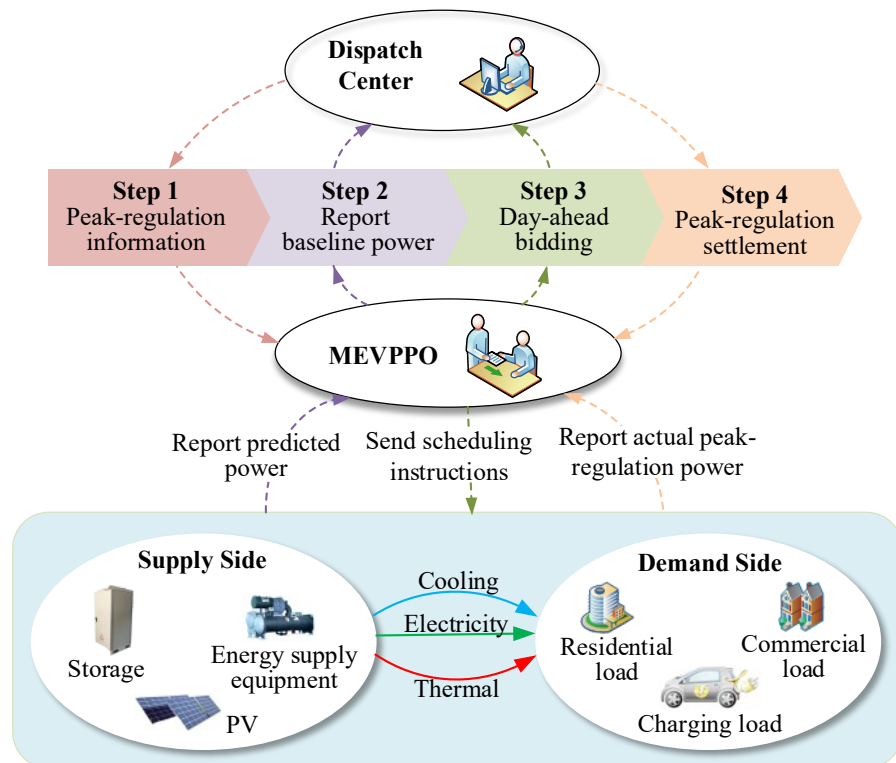 Dispatch
Center
Step 1
Peak-regulation
information
Step 2
Report
baseline power
Step 3
Day-ahead
bidding
Step 4
Peak-regulation
settlement
MEVPPO
Report predicted
power
Send scheduling
instructions
Report actual peak-
regulation power
Supply Side
Storage
Energy supply
equipment
PV
Cooling
Electricity
Thermal
Demand Side
Residential
load
Commercial
load
Charging load